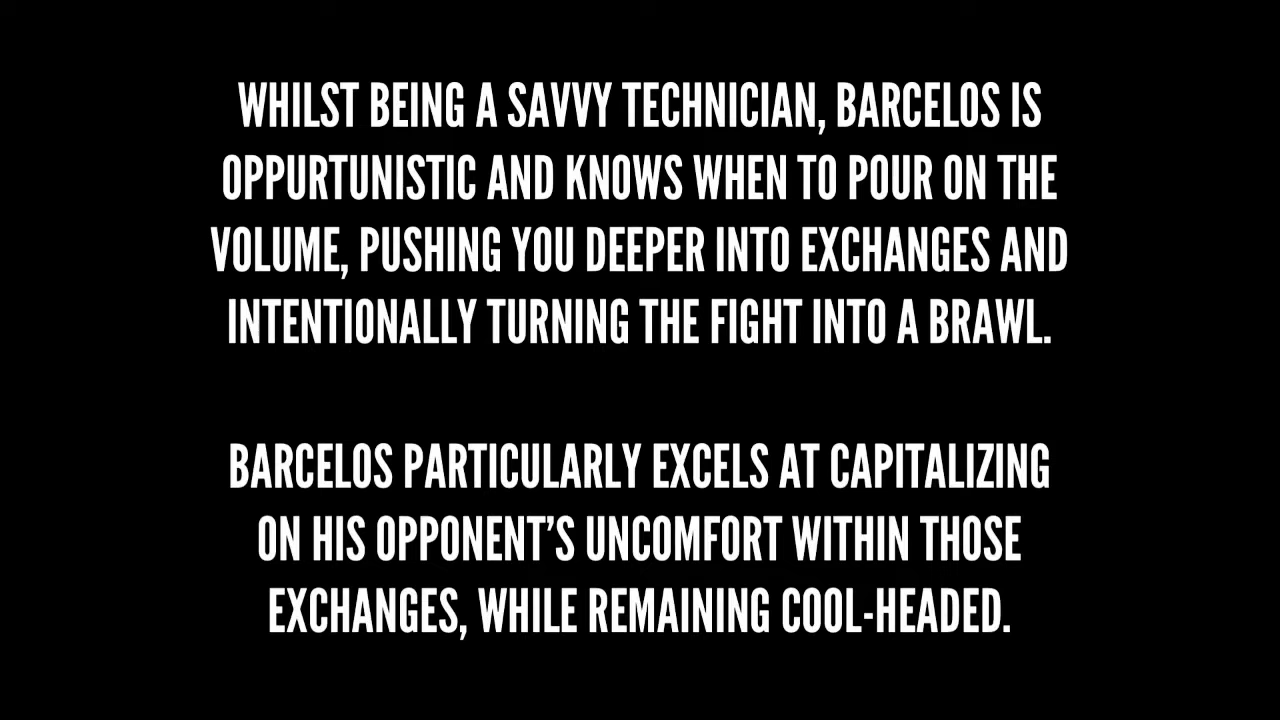 WHILST BEING A SAVVY TECHNICIAN, BARCELOS IS
OPPURTUNISTIC AND KNOWS WHEN TO POUR ON THE
VOLUME, PUSHING YOU DEEPER INTO EXCHANGES AND
INTENTIONALLY TURNING THE FIGHT INTO A BRAWL.
BARCELOS PARTICULARLY EXCELS AT CAPITALIZING
ON HIS OPPONENT’S UNCOMFORT WITHIN THOSE
EXCHANGES, WHILE REMAINING COOL-HEADED.